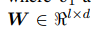 W ∈ ℜ^{l×d}